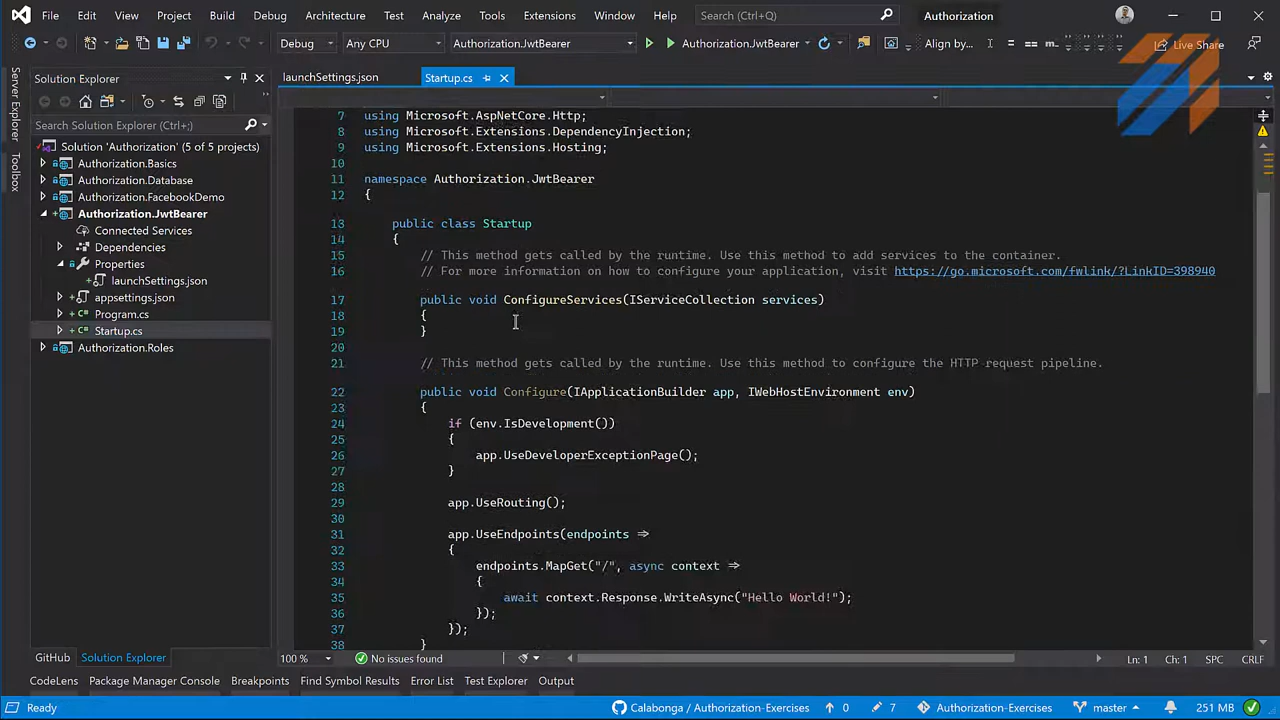 File Edit View Project Build Debug Architecture Test Analyze Tools Extensions Window Help Search (Ctrl+Q) Authorization
Debug Any CPU Authorization.JwtBearer Authorization.JwtBearer Align by... Live Share
Server Explorer
Toolbox
Solution Explorer
Search Solution Explorer (Ctrl+;)
Solution 'Authorization' (5 of 5 projects)
Authorization.Basics
Authorization.Database
Authorization.FacebookDemo
Authorization.JwtBearer
Connected Services
Dependencies
Properties
launchSettings.json
appsettings.json
Program.cs
Startup.cs
Authorization.Roles
GitHub Solution Explorer
launchSettings.json Startup.cs
7 using Microsoft.AspNetCore.Http;
8 using Microsoft.Extensions.DependencyInjection;
9 using Microsoft.Extensions.Hosting;
10
11 namespace Authorization.JwtBearer
12 {
13 public class Startup
14 {
15 // This method gets called by the runtime. Use this method to add services to the container.
16 // For more information on how to configure your application, visit https://go.microsoft.com/fwlink/?LinkID=398940
17 public void ConfigureServices(IServiceCollection services)
18 {
19 }
20
21 // This method gets called by the runtime. Use this method to configure the HTTP request pipeline.
22 public void Configure(IApplicationBuilder app, IWebHostEnvironment env)
23 {
24 if (env.IsDevelopment())
25 {
26 app.UseDeveloperExceptionPage();
27 }
28
29 app.UseRouting();
30
31 app.UseEndpoints(endpoints =>
32 {
33 endpoints.MapGet("/", async context =>
34 {
35 await context.Response.WriteAsync("Hello World!");
36 });
37 });
38 }
100 % No issues found Ln: 1 Ch: 1 SPC CRLF
CodeLens Package Manager Console Breakpoints Find Symbol Results Error List Test Explorer Output
Ready Calabonga / Authorization-Exercises 0 7 Authorization-Exercises master 251 MB